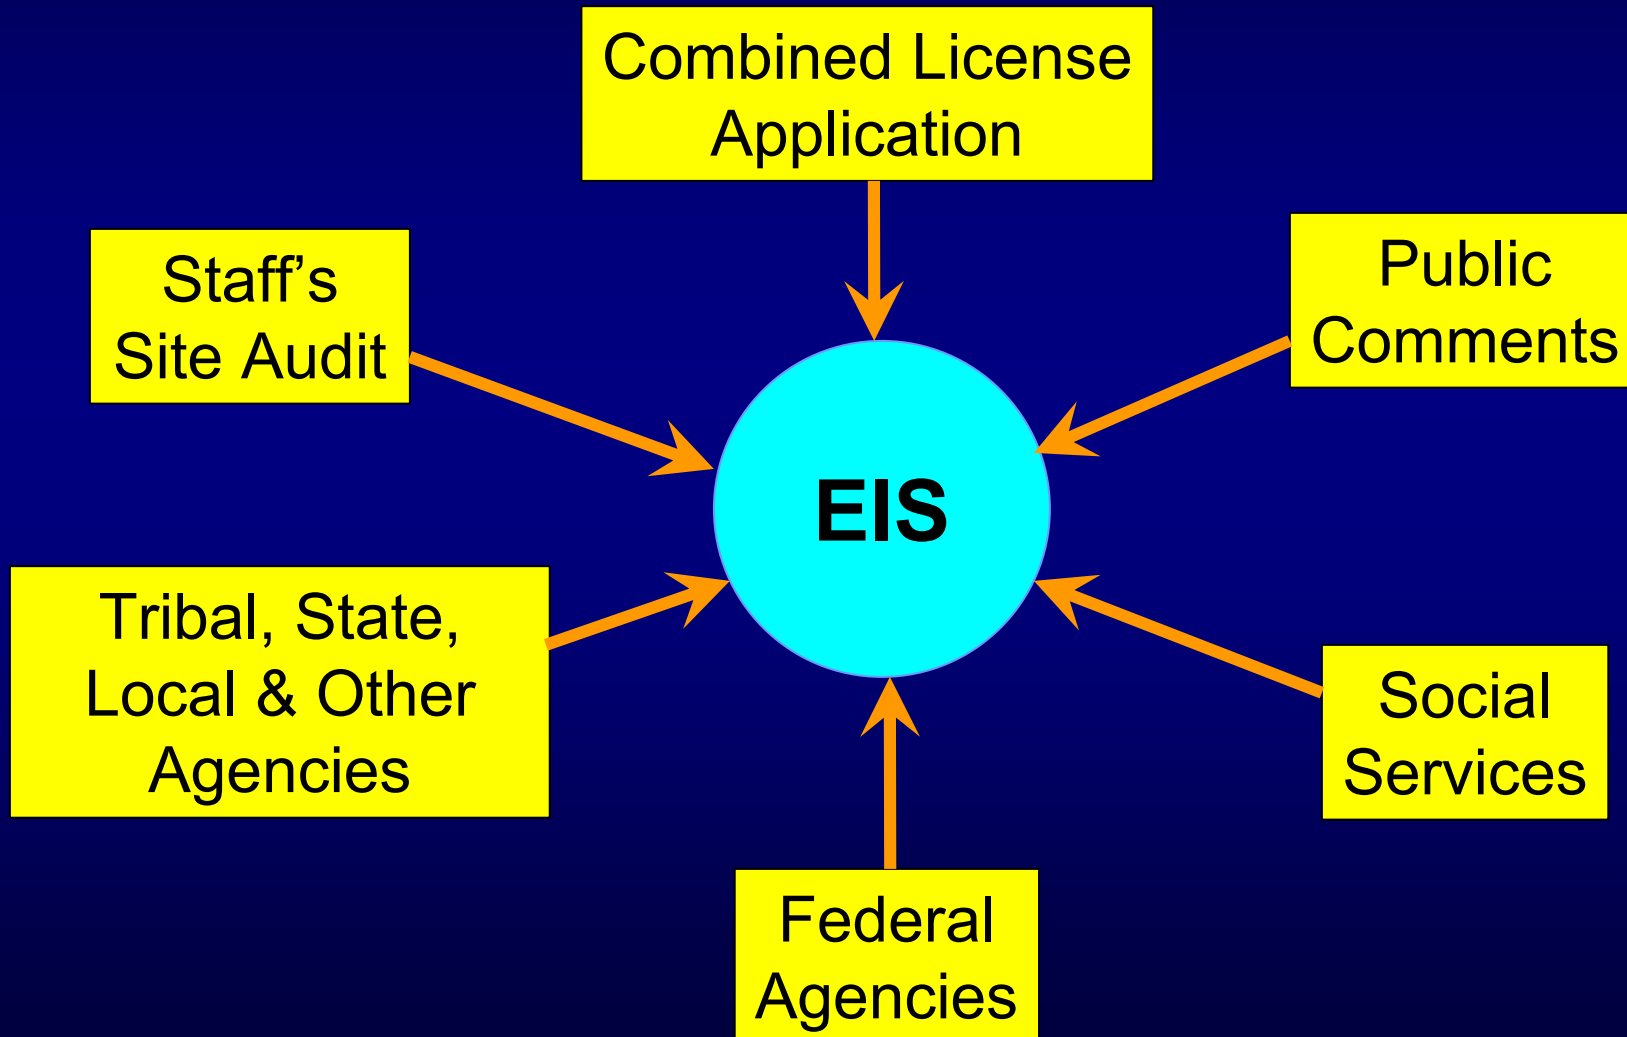 Combined License
Application
Staff’s
Site Audit
Public
Comments
EIS
Tribal, State,
Local & Other
Agencies
Social
Services
Federal
Agencies